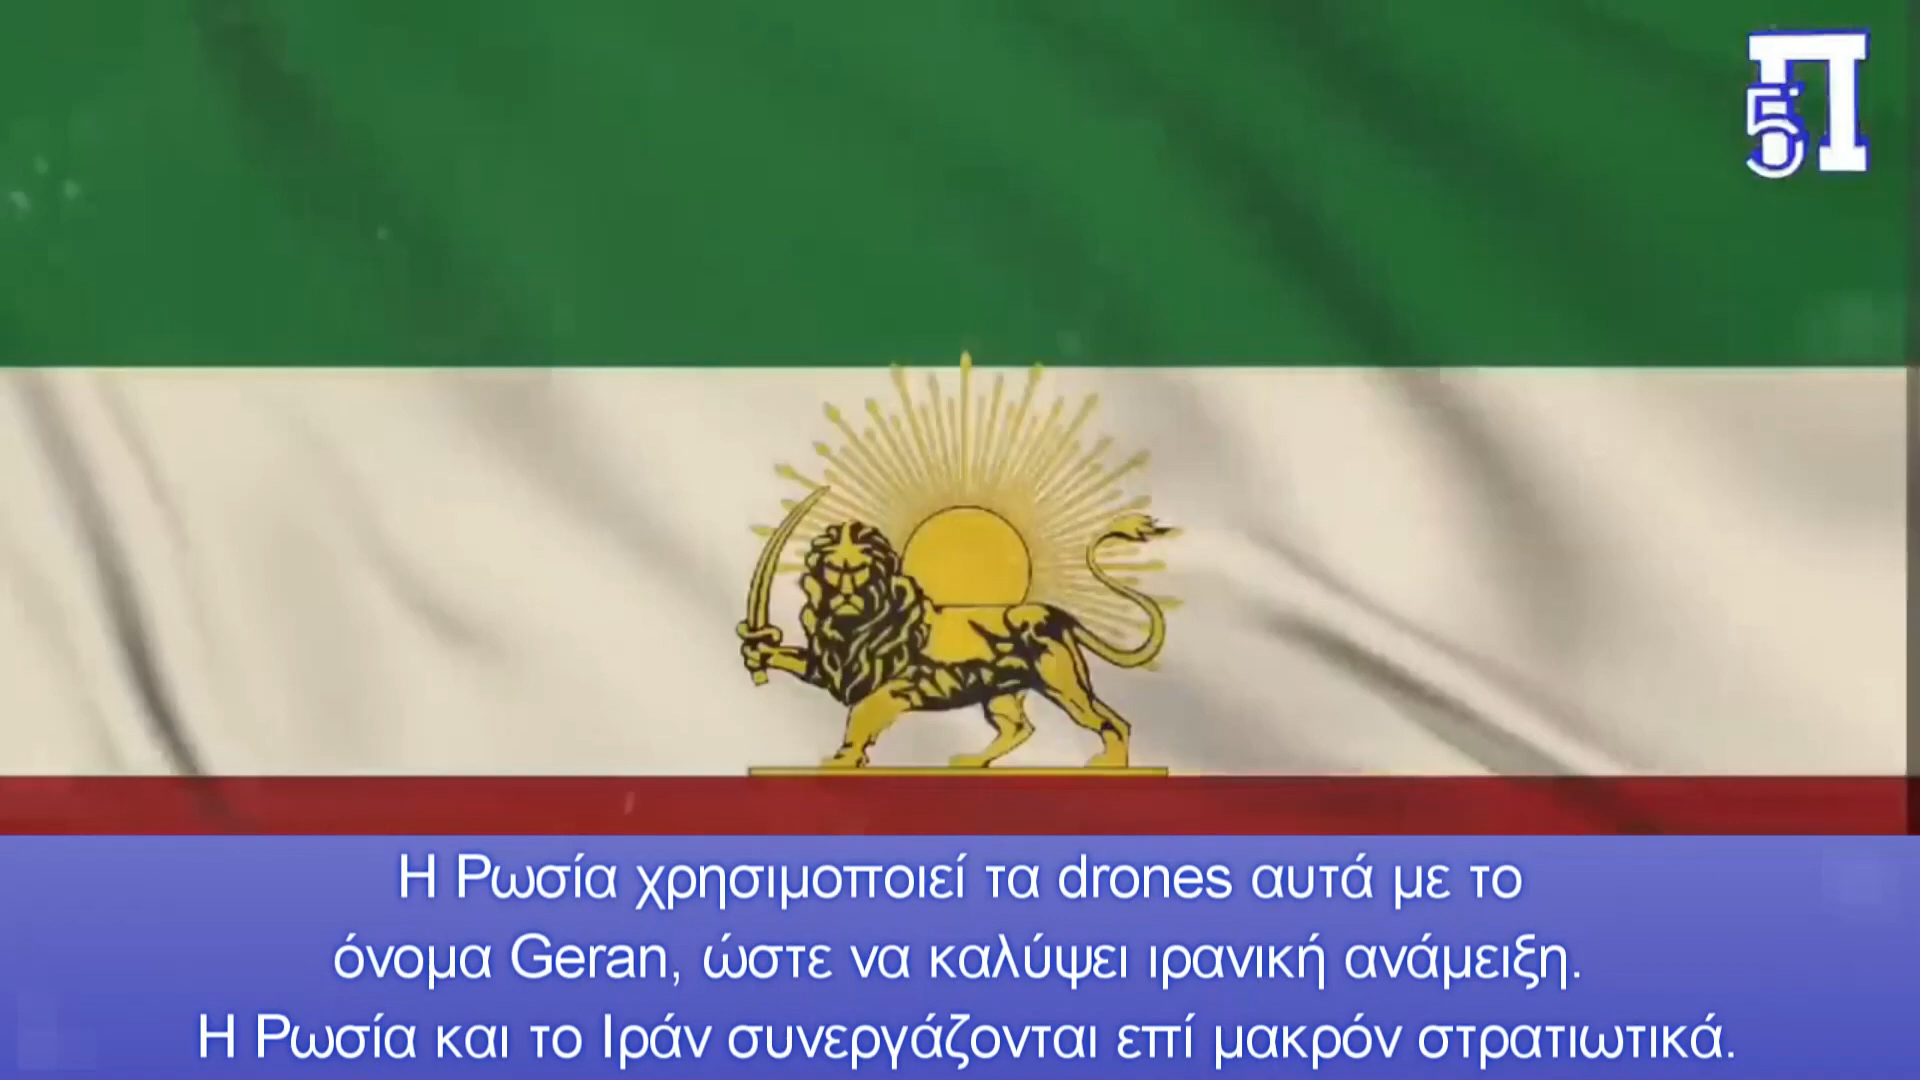 5Π
Η Ρωσία χρησιμοποιεί τα drones αυτά με το
όνομα Geran, ώστε να καλύψει ιρανική ανάμειξη.
Η Ρωσία και το Ιράν συνεργάζονται επί μακρόν στρατιωτικά.